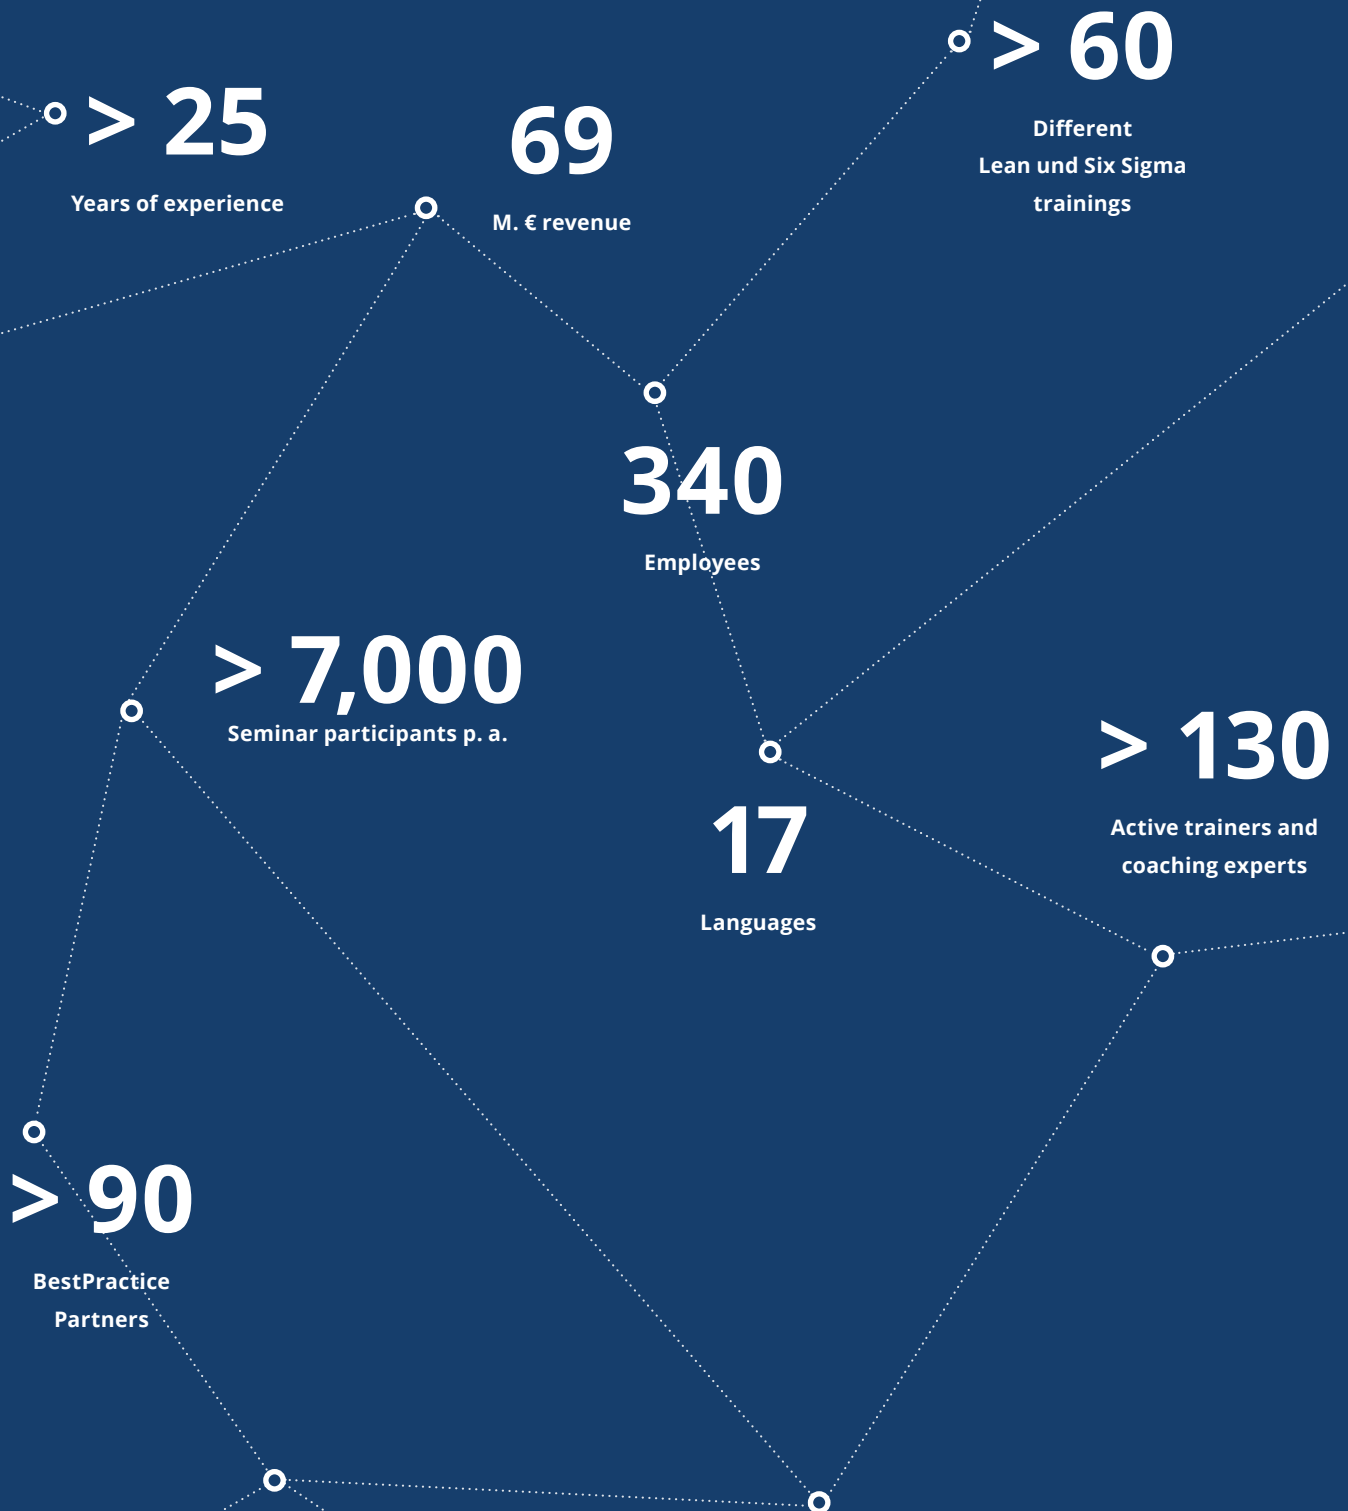 > 25
Years of experience
69
M. € revenue
> 60
Different
Lean und Six Sigma
trainings
340
Employees
> 7,000
Seminar participants p. a.
17
Languages
> 130
Active trainers and
coaching experts
> 90
BestPractice
Partners